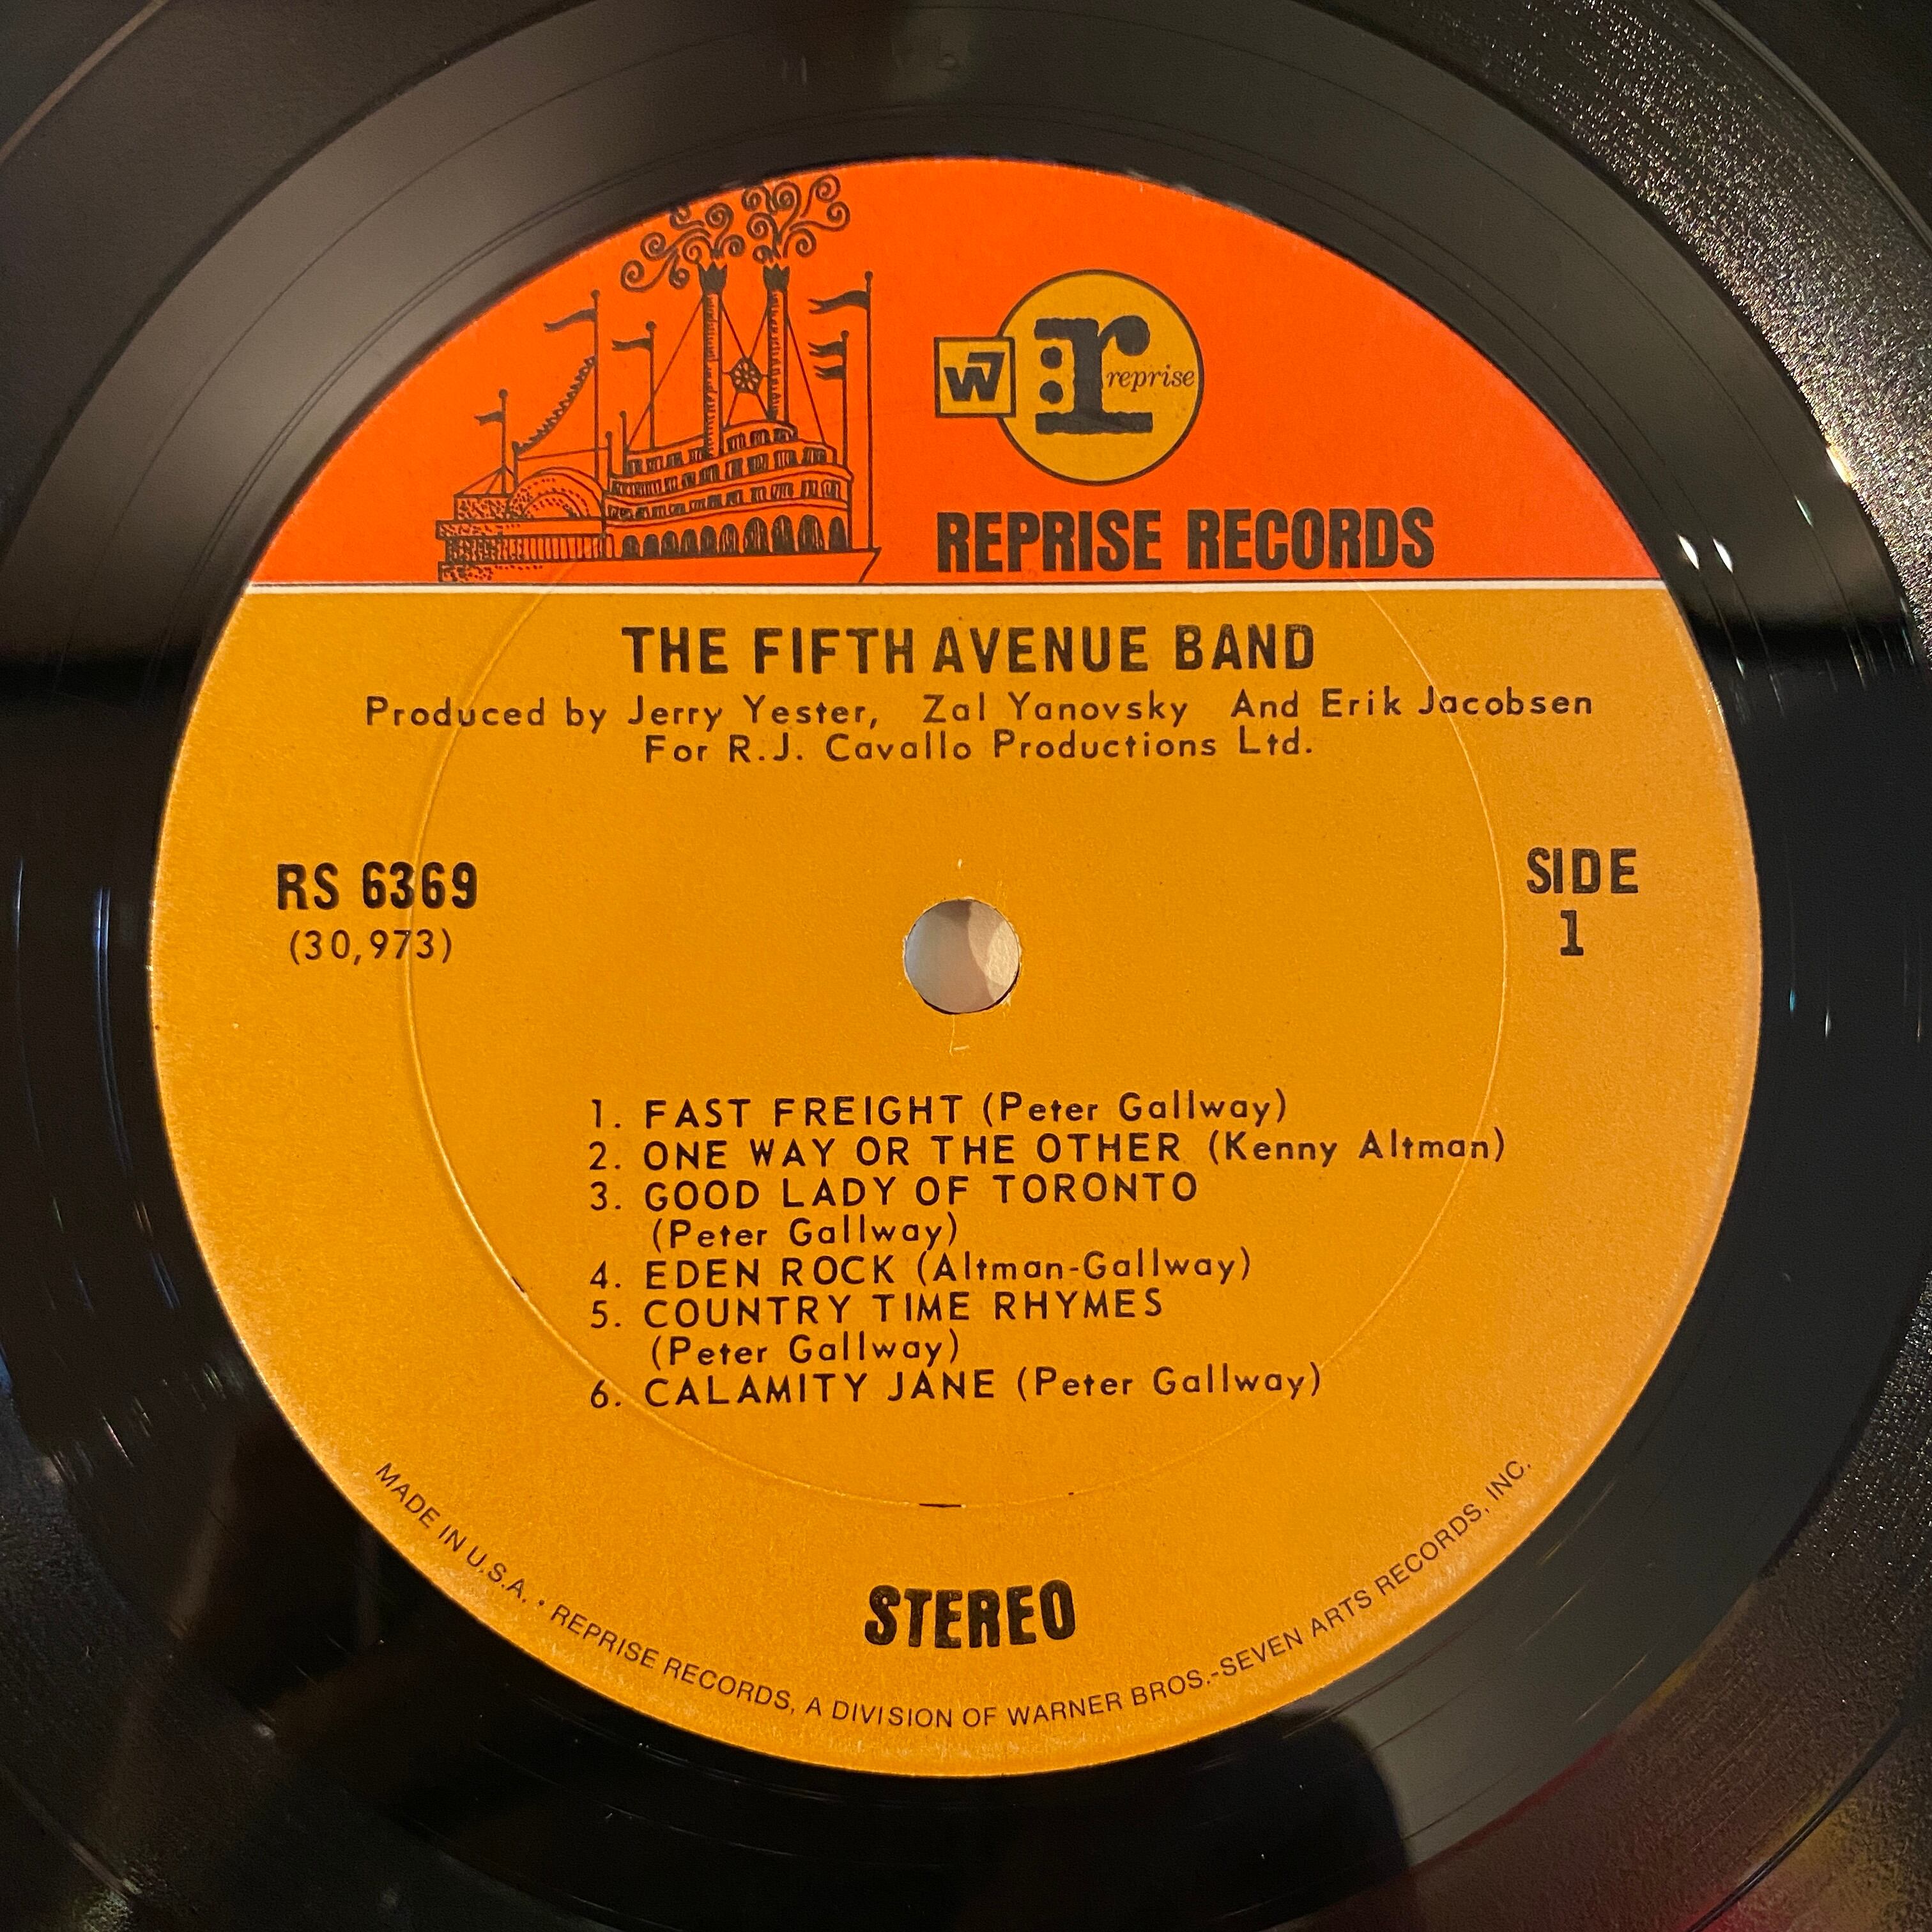 W7
r: reprise
REPRISE RECORDS
THE FIFTH AVENUE BAND
Produced by Jerry Yester, Zal Yanovsky And Erik Jacobsen
For R.J. Cavallo Productions Ltd.
RS 6369
(30,973)
SIDE
1
1. FAST FREIGHT (Peter Gallway)
2. ONE WAY OR THE OTHER (Kenny Altman)
3. GOOD LADY OF TORONTO
(Peter Gallway)
4. EDEN ROCK (Altman-Gallway)
5. COUNTRY TIME RHYMES
(Peter Gallway)
6. CALAMITY JANE (Peter Gallway)
STEREO
MADE IN U.S.A. • REPRISE RECORDS, A DIVISION OF WARNER BROS.-SEVEN ARTS RECORDS, INC.